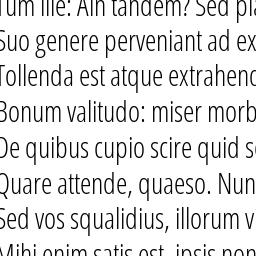 Tum ille: Ain tandem? Sed pla
Suo genere perveniant ad ex
Tollenda est atque extrahend
Bonum valitudo: miser morb
De quibus cupio scire quid se
Quare attende, quaeso. Nun
Sed vos squalidius, illorum v
Mihi enim satis est, ipsis non